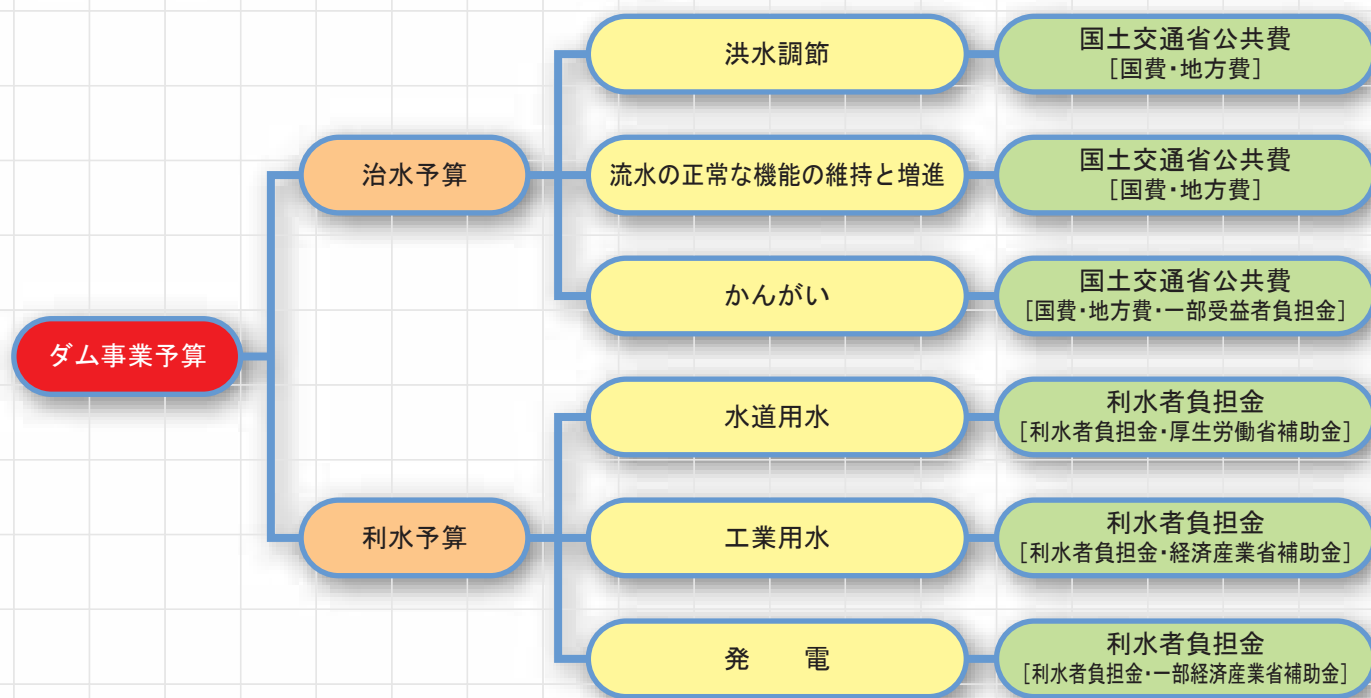 ダム事業予算
治水予算
洪水調節
国土交通省公共費
[国費・地方費]
流水の正常な機能の維持と増進
国土交通省公共費
[国費・地方費]
かんがい
国土交通省公共費
[国費・地方費・一部受益者負担金]
利水予算
水道用水
利水者負担金
[利水者負担金・厚生労働省補助金]
工業用水
利水者負担金
[利水者負担金・経済産業省補助金]
発　　電
利水者負担金
[利水者負担金・一部経済産業省補助金]